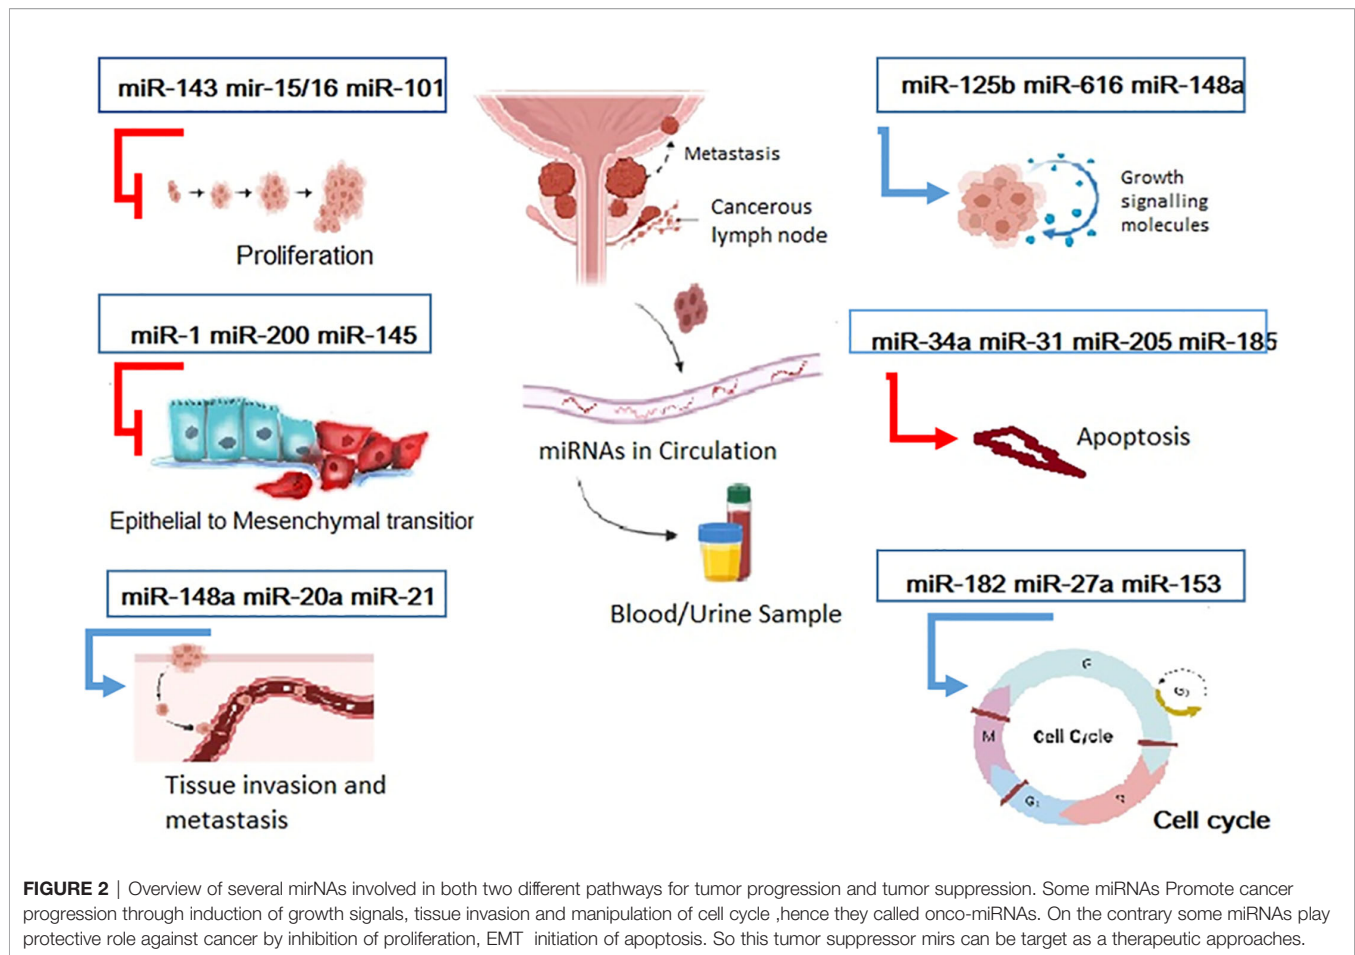 miR-143 mir-15/16 miR-101
Proliferation
miR-1 miR-200 miR-145
Epithelial to Mesenchymal transition
miR-148a miR-20a miR-21
Tissue invasion and
metastasis
Metastasis
Cancerous
lymph node
miRNAs in Circulation
Blood/Urine Sample
miR-125b miR-616 miR-148a
Growth
signalling
molecules
miR-34a miR-31 miR-205 miR-185
Apoptosis
miR-182 miR-27a miR-153
G
M
Cell Cycle
G₁
Cell cycle
FIGURE 2 | Overview of several mirNAs involved in both two different pathways for tumor progression and tumor suppression. Some miRNAs Promote cancer
progression through induction of growth signals, tissue invasion and manipulation of cell cycle ,hence they called onco-miRNAs. On the contrary some miRNAs play
protective role against cancer by inhibition of proliferation, EMT initiation of apoptosis. So this tumor suppressor mirs can be target as a therapeutic approaches.